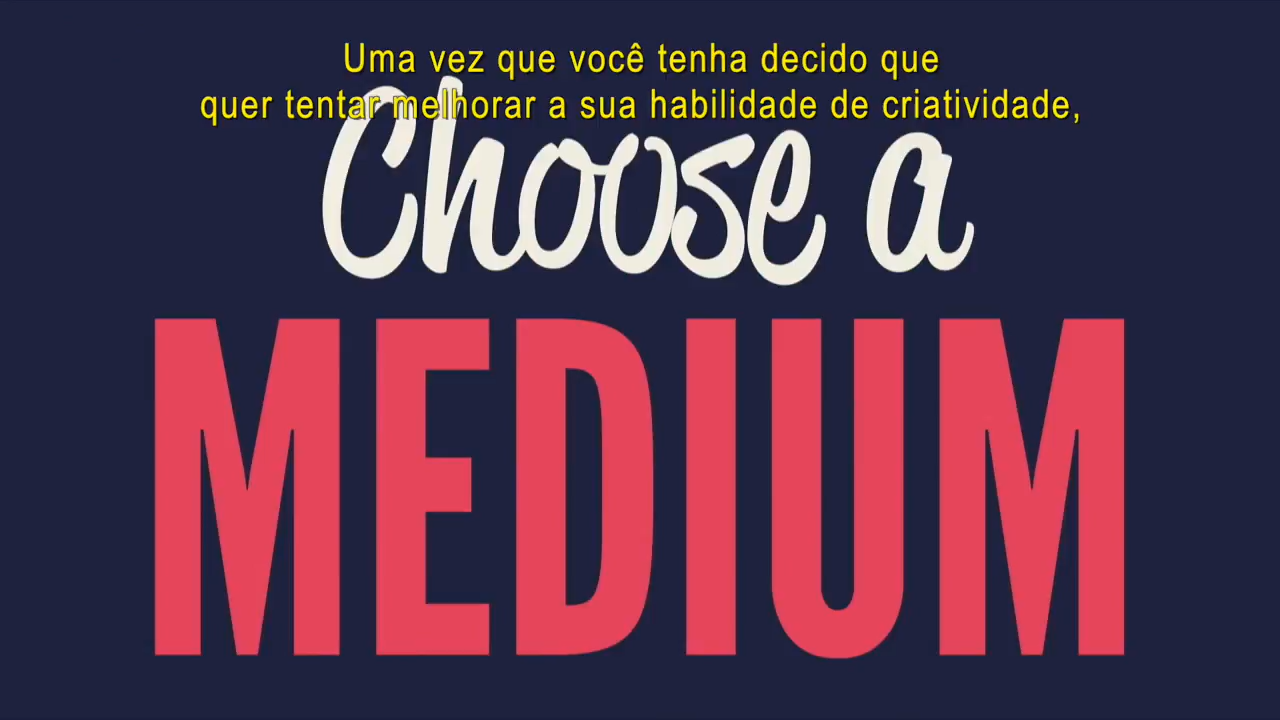 Uma vez que você tenha decido que
quer tentar melhorar a sua habilidade de criatividade,
Choose a
MEDIUM